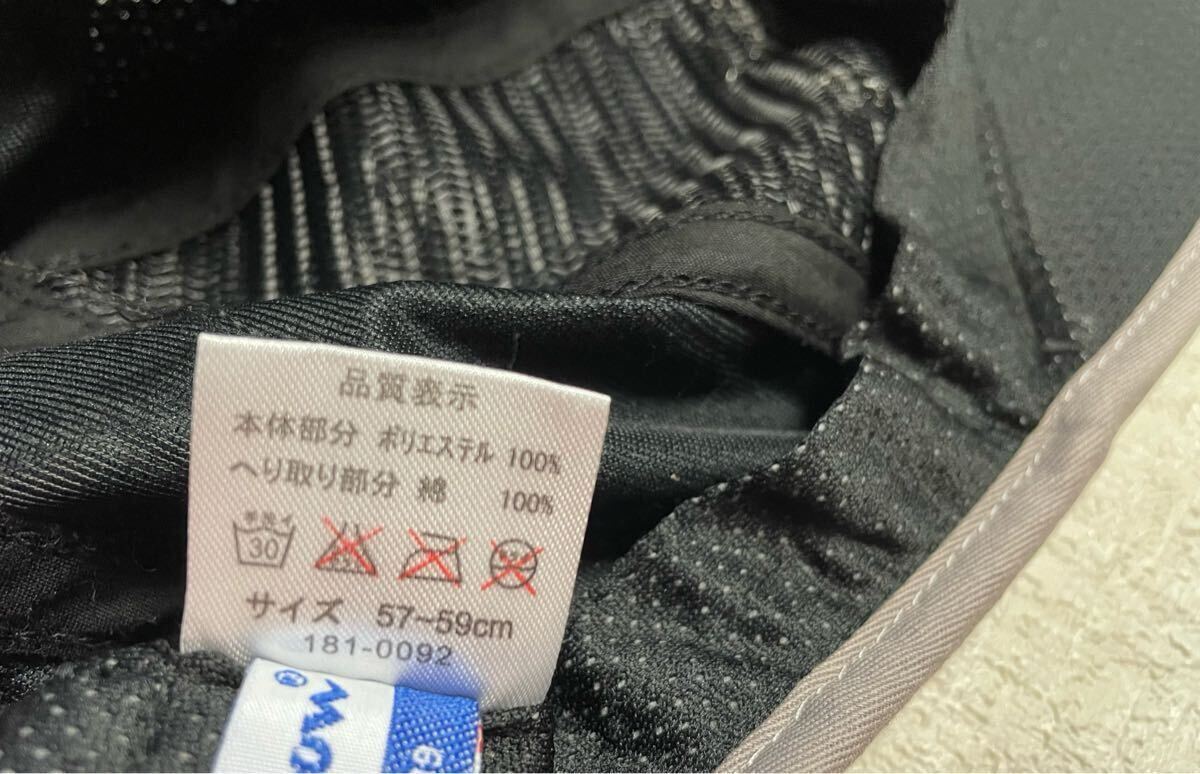 品質表示
本体部分 ポリエステル 100%
へり取り部分 綿 100%
30
サイズ 57~59cm
181-0092
®